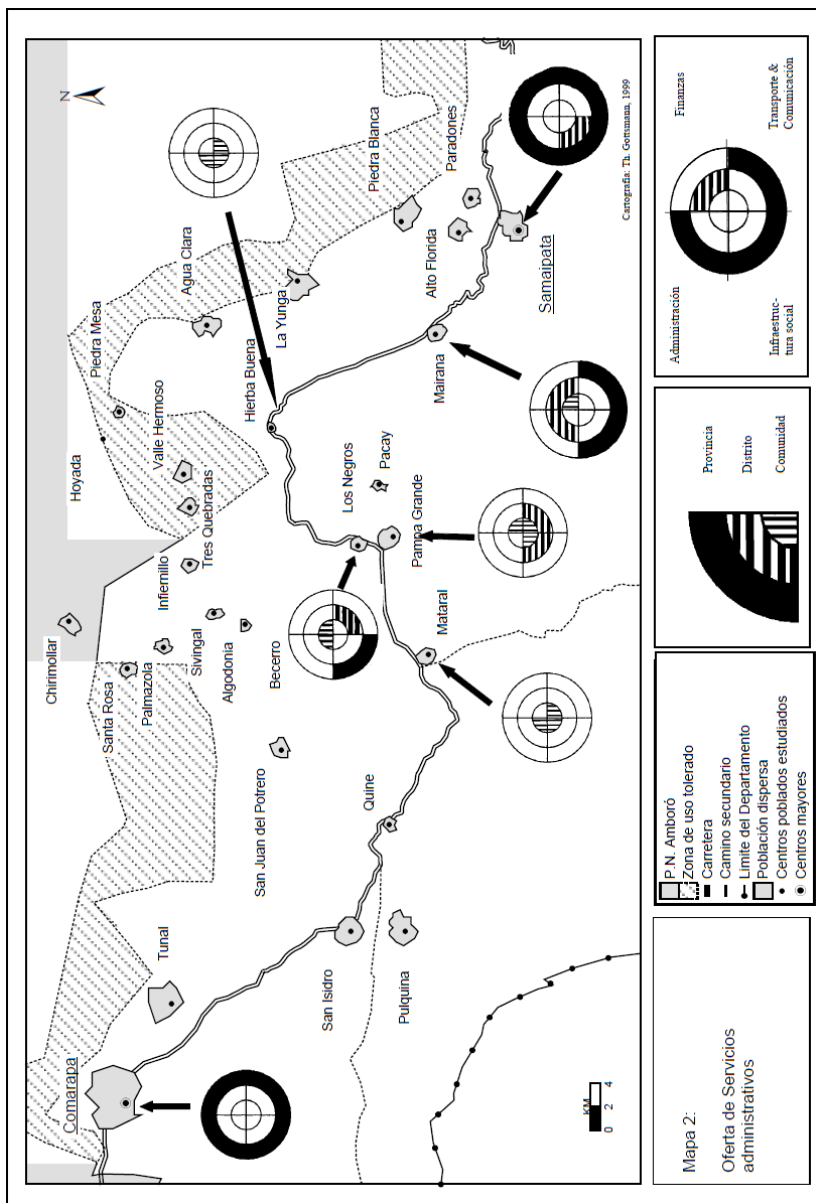 Mapa 2:
Oferta de Servicios
administrativos
P.N. Amboró
Zona de uso tolerado
Carretera
Camino secundario
Limite del Departamento
Población dispersa
Centros poblados estudiados
Centros mayores
Provincia
Distrito
Comunidad
Administración
Finanzas
Infraestruc-
tura social
Transporte &
Comunicación
N
Comarapa
Tunal
San Isidro
Pulquina
San Juan del Potrero
Quine
Santa Rosa
Palmazola
Chirimollar
Sivingal
Algodonia
Becerro
Infiernillo
Tres Quebradas
Valle Hermoso
Hoyada
Piedra Mesa
Mataral
Los Negros
Pacay
Pampa Grande
Hierba Buena
Agua Clara
La Yunga
Mairana
Piedra Blanca
Paradones
Alto Florida
Samaipata
KM
0 2 4
Cartografía: Th. Gottsmann, 1999